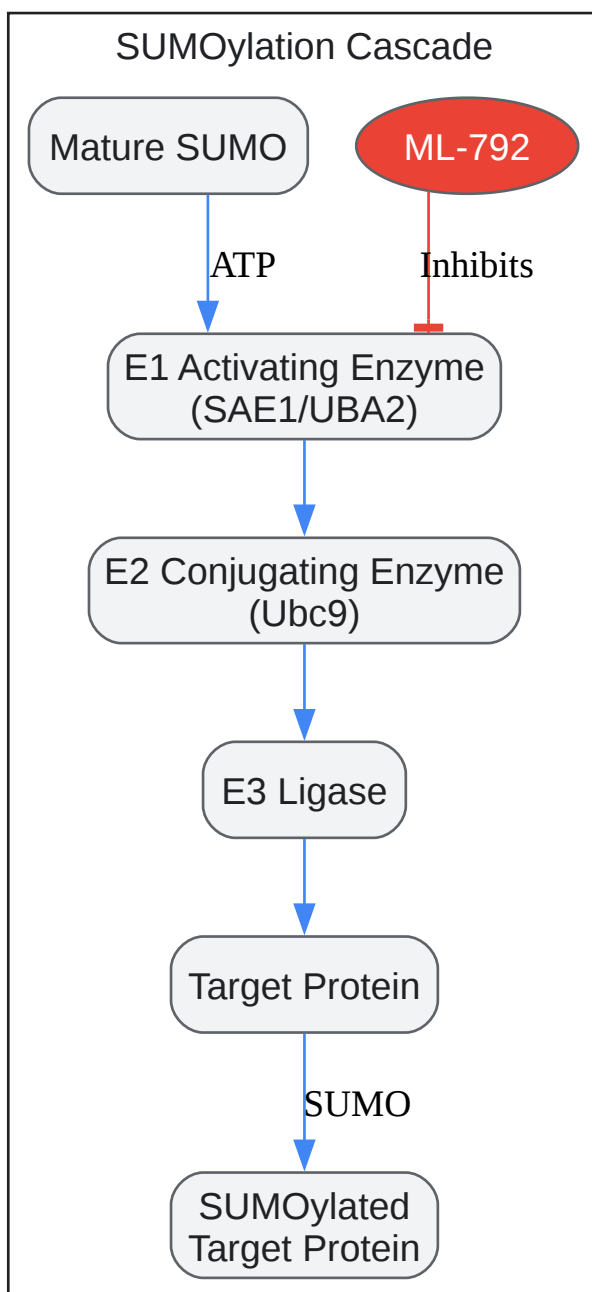 SUMOylation Cascade
Mature SUMO
ML-792
ATP
Inhibits
E1 Activating Enzyme
(SAE1/UBA2)
E2 Conjugating Enzyme
(Ubc9)
E3 Ligase
Target Protein
SUMO
SUMOylated
Target Protein